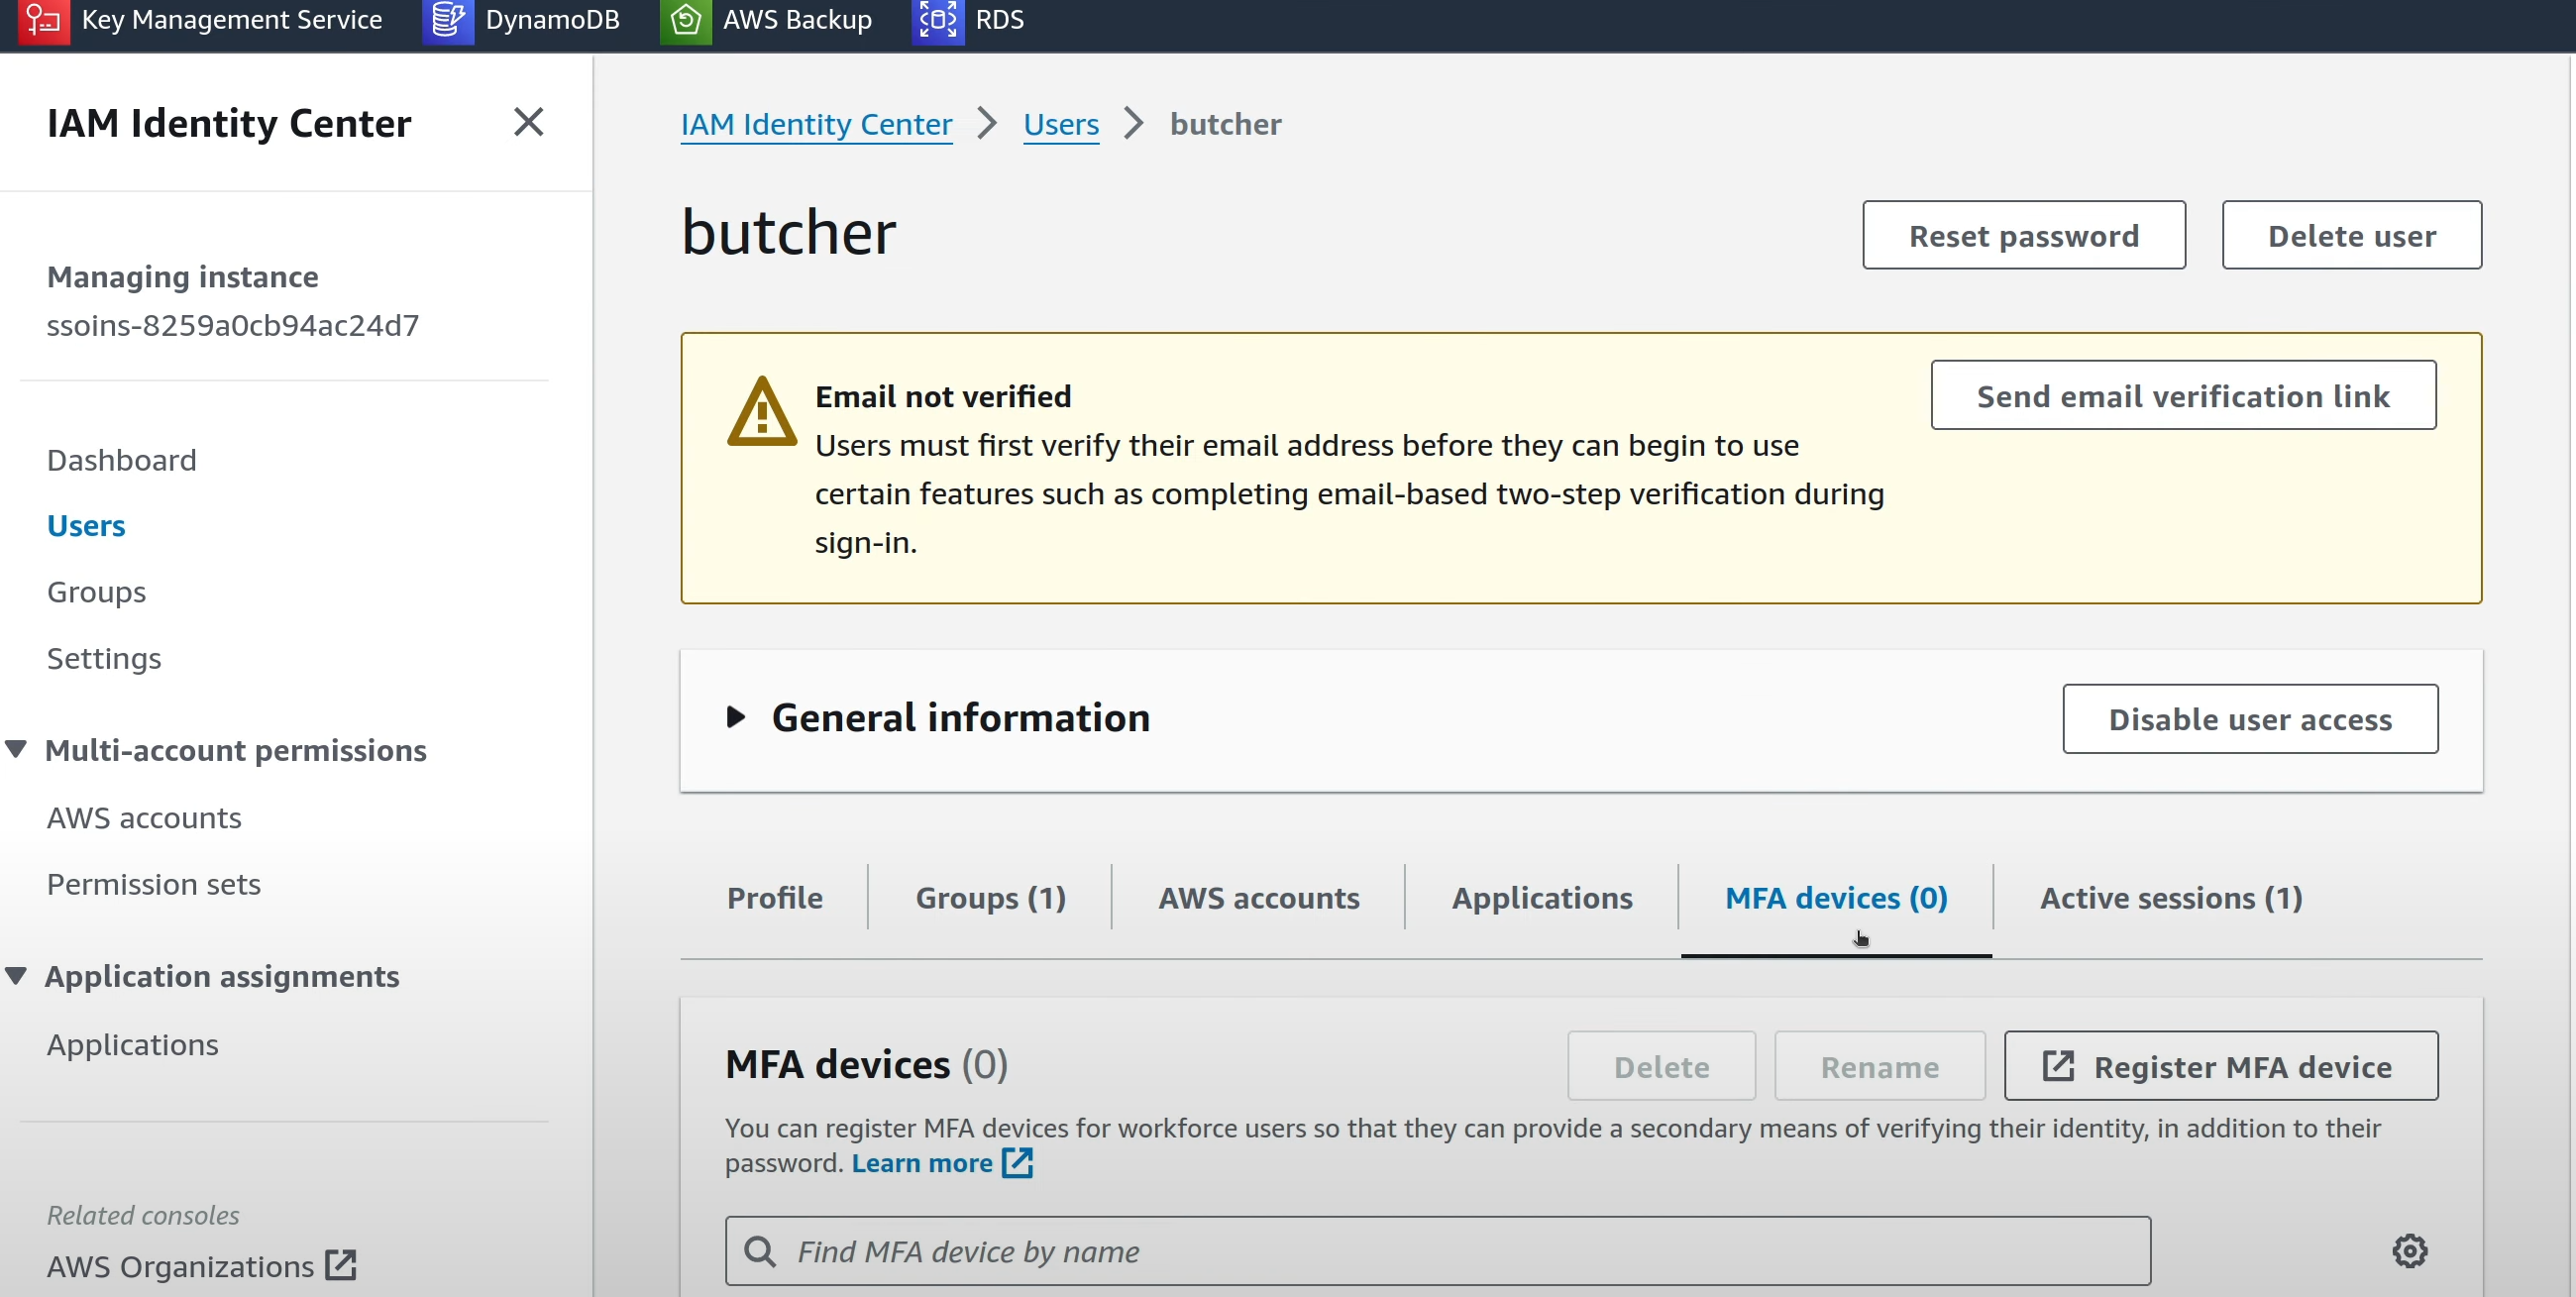 Key Management Service DynamoDB AWS Backup RDS
IAM Identity Center
Managing instance
ssoins-8259a0cb94ac24d7
Dashboard
Users
Groups
Settings
Multi-account permissions
AWS accounts
Permission sets
Application assignments
Applications
Related consoles
AWS Organizations
IAM Identity Center > Users > butcher
butcher
Reset password Delete user
Email not verified
Users must first verify their email address before they can begin to use
certain features such as completing email-based two-step verification during
sign-in.
Send email verification link
General information
Disable user access
Profile Groups (1) AWS accounts Applications MFA devices (0) Active sessions (1)
MFA devices (0)
Delete Rename Register MFA device
You can register MFA devices for workforce users so that they can provide a secondary means of verifying their identity, in addition to their
password. Learn more
Find MFA device by name